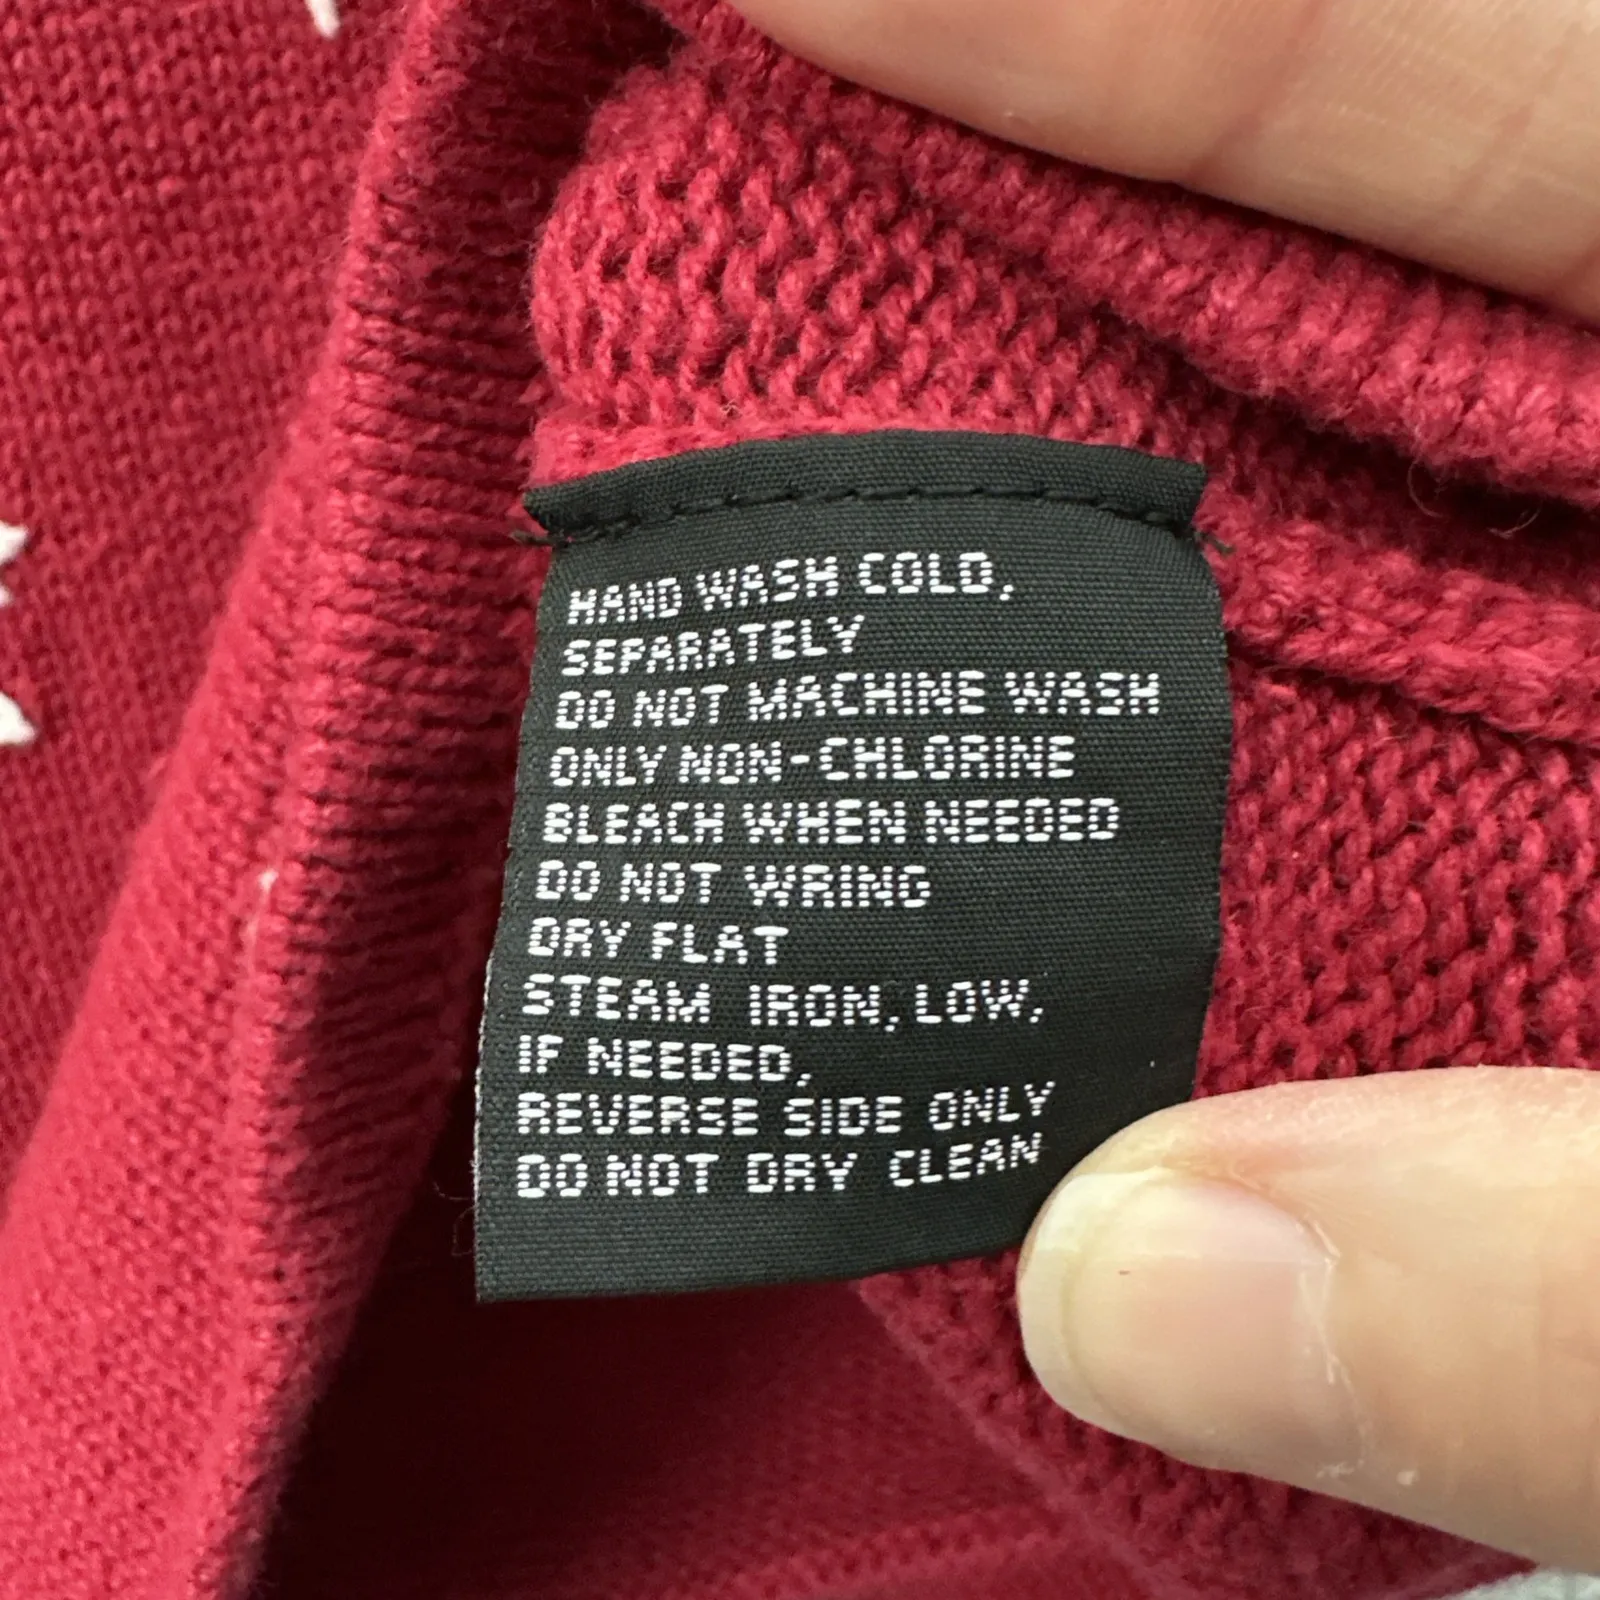 HAND WASH COLD,
SEPARATELY
DO NOT MACHINE WASH
ONLY NON-CHLORINE
BLEACH WHEN NEEDED
DO NOT WRING
DRY FLAT
STEAM IRON, LOW,
IF NEEDED,
REVERSE SIDE ONLY
DO NOT DRY CLEAN